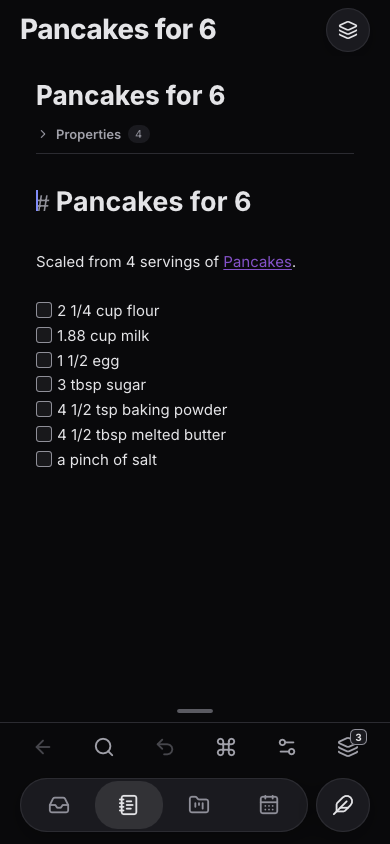 Pancakes for 6
Pancakes for 6
Properties 4
# Pancakes for 6
Scaled from 4 servings of Pancakes.
2 1/4 cup flour
1.88 cup milk
1 1/2 egg
3 tbsp sugar
4 1/2 tsp baking powder
4 1/2 tbsp melted butter
a pinch of salt
3